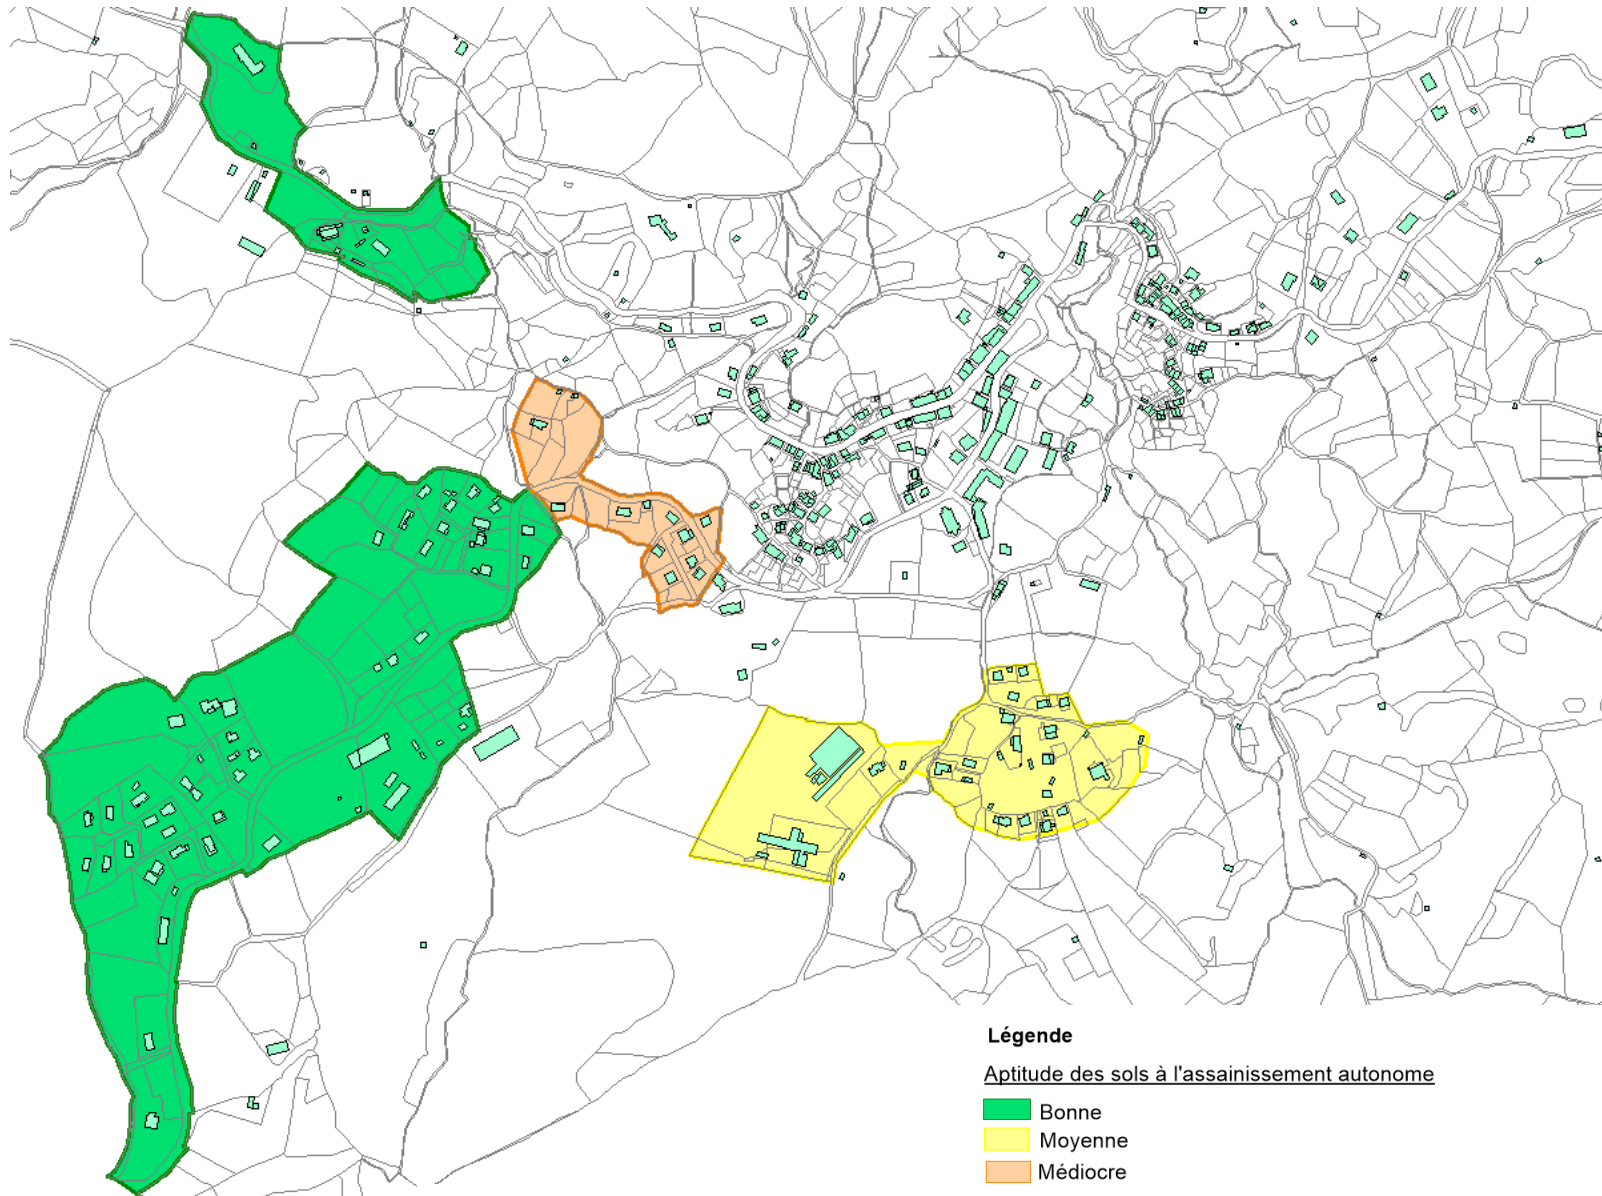 Légende
Aptitude des sols à l'assainissement autonome
Bonne
Moyenne
Médiocre